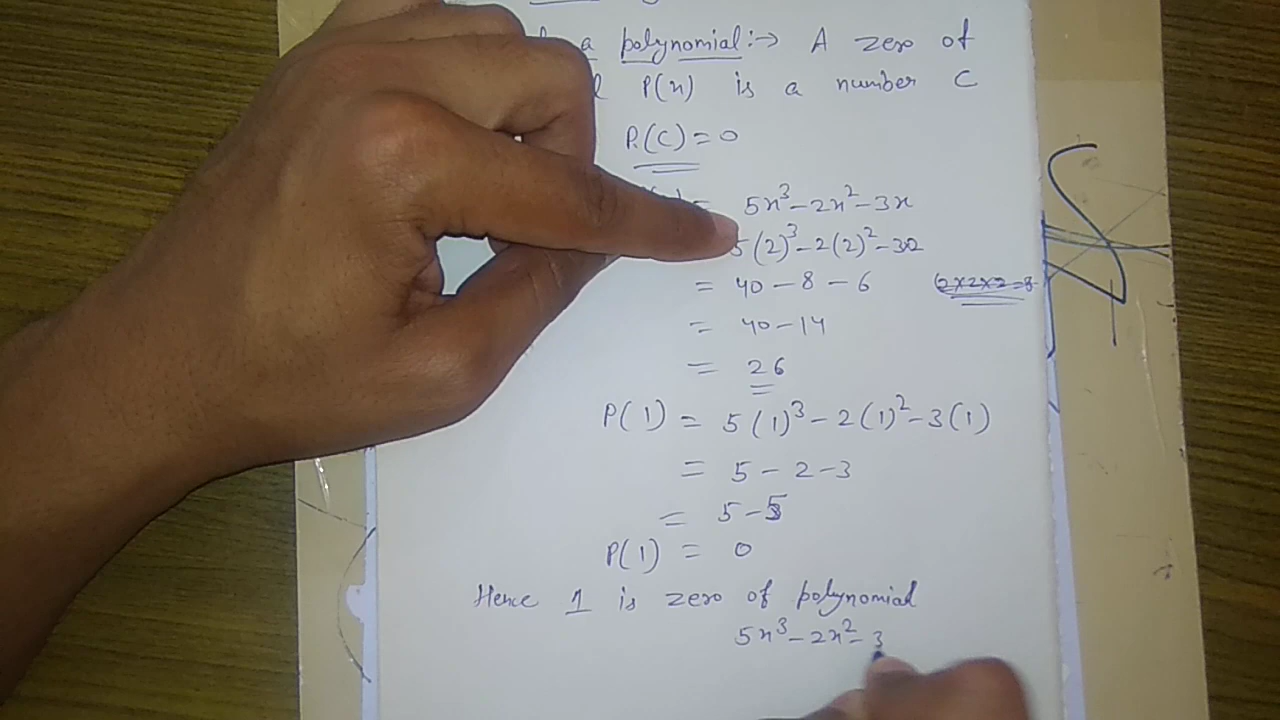 a polynomial :→ A zero of
P(x) is a number C
P(C) = 0
= 5x³ - 2x² - 3x
5(2)³ - 2(2)² - 32
= 40 - 8 - 6 (2×2×2=8
= 40 - 14
= 26
P(1) = 5(1)³ - 2(1)² - 3(1)
= 5 - 2 - 3
= 5 - 5
P(1) = 0
Hence 1 is zero of polynomial
5x³ - 2x² - 3